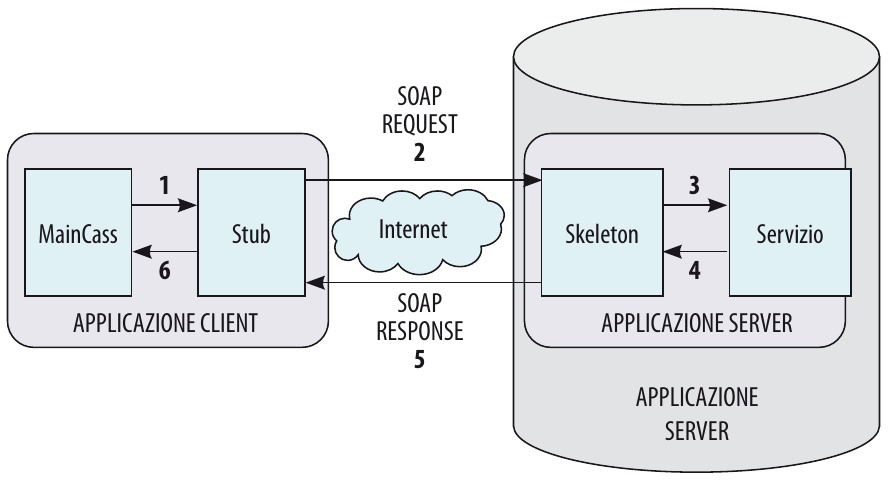 SOAP
REQUEST
2
MainCass
1
6
Stub
APPLICAZIONE CLIENT
Internet
SOAP
RESPONSE
5
Skeleton
3
4
Servizio
APPLICAZIONE SERVER
APPLICAZIONE
SERVER